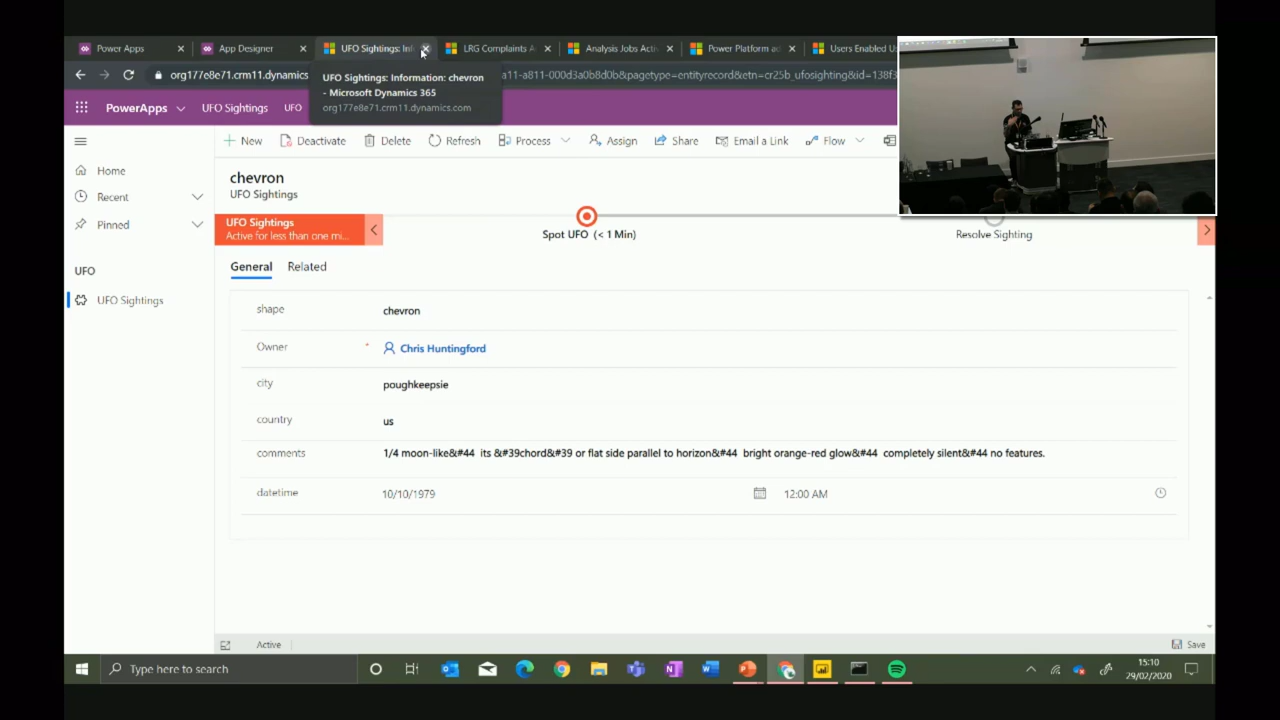 Power Apps
App Designer
UFO Sightings: Inf
LRG Complaints A
Analysis Jobs Activ
Power Platform ad
Users Enabled U
org177e8e71.crm11.dynamics
a11-a811-000d3a0b8d0b&pagetype=entityrecord&etn=cr25b_ufosighting&id=138f3
UFO Sightings: Information: chevron
- Microsoft Dynamics 365
org177e8e71.crm11.dynamics.com
PowerApps
UFO Sightings
UFO
New
Deactivate
Delete
Refresh
Process
Assign
Share
Email a Link
Flow
Home
Recent
Pinned
UFO
UFO Sightings
chevron
UFO Sightings
UFO Sightings
Active for less than one mi...
Spot UFO (< 1 Min)
Resolve Sighting
General
Related
shape
chevron
Owner
*
Chris Huntingford
city
poughkeepsie
country
us
comments
1/4 moon-like&#44 its &#39chord&#39 or flat side parallel to horizon&#44 bright orange-red glow&#44 completely silent&#44 no features.
datetime
10/10/1979
12:00 AM
Active
Save
Type here to search
15:10
29/02/2020